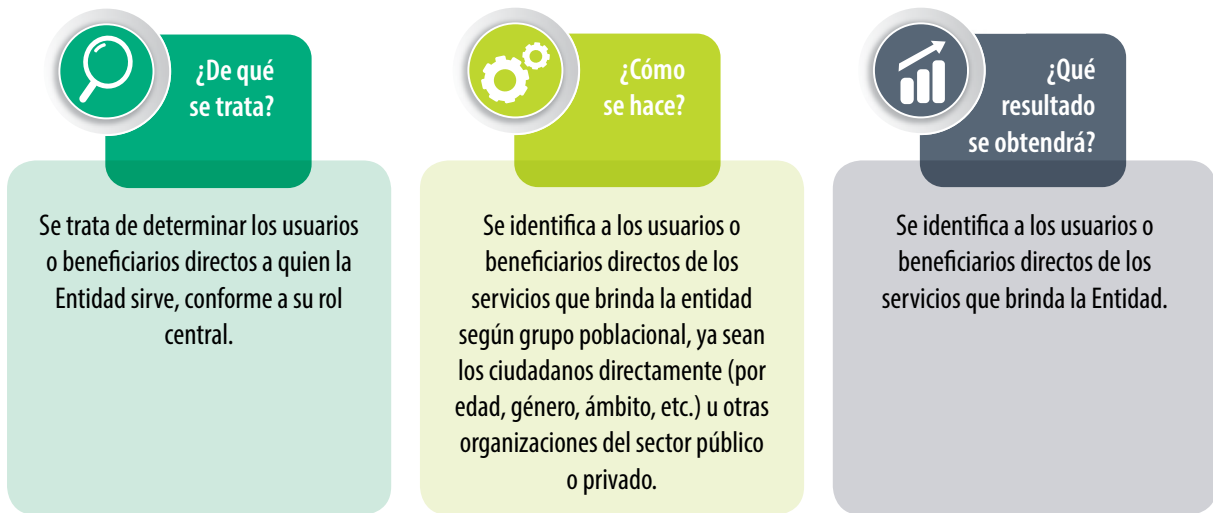 ¿De qué
se trata?
Se trata de determinar los usuarios
o beneficiarios directos a quien la
Entidad sirve, conforme a su rol
central.
¿Cómo
se hace?
Se identifica a los usuarios o
beneficiarios directos de los
servicios que brinda la entidad
según grupo poblacional, ya sean
los ciudadanos directamente (por
edad, género, ámbito, etc.) u otras
organizaciones del sector público
o privado.
¿Qué
resultado
se obtendrá?
Se identifica a los usuarios o
beneficiarios directos de los
servicios que brinda la Entidad.